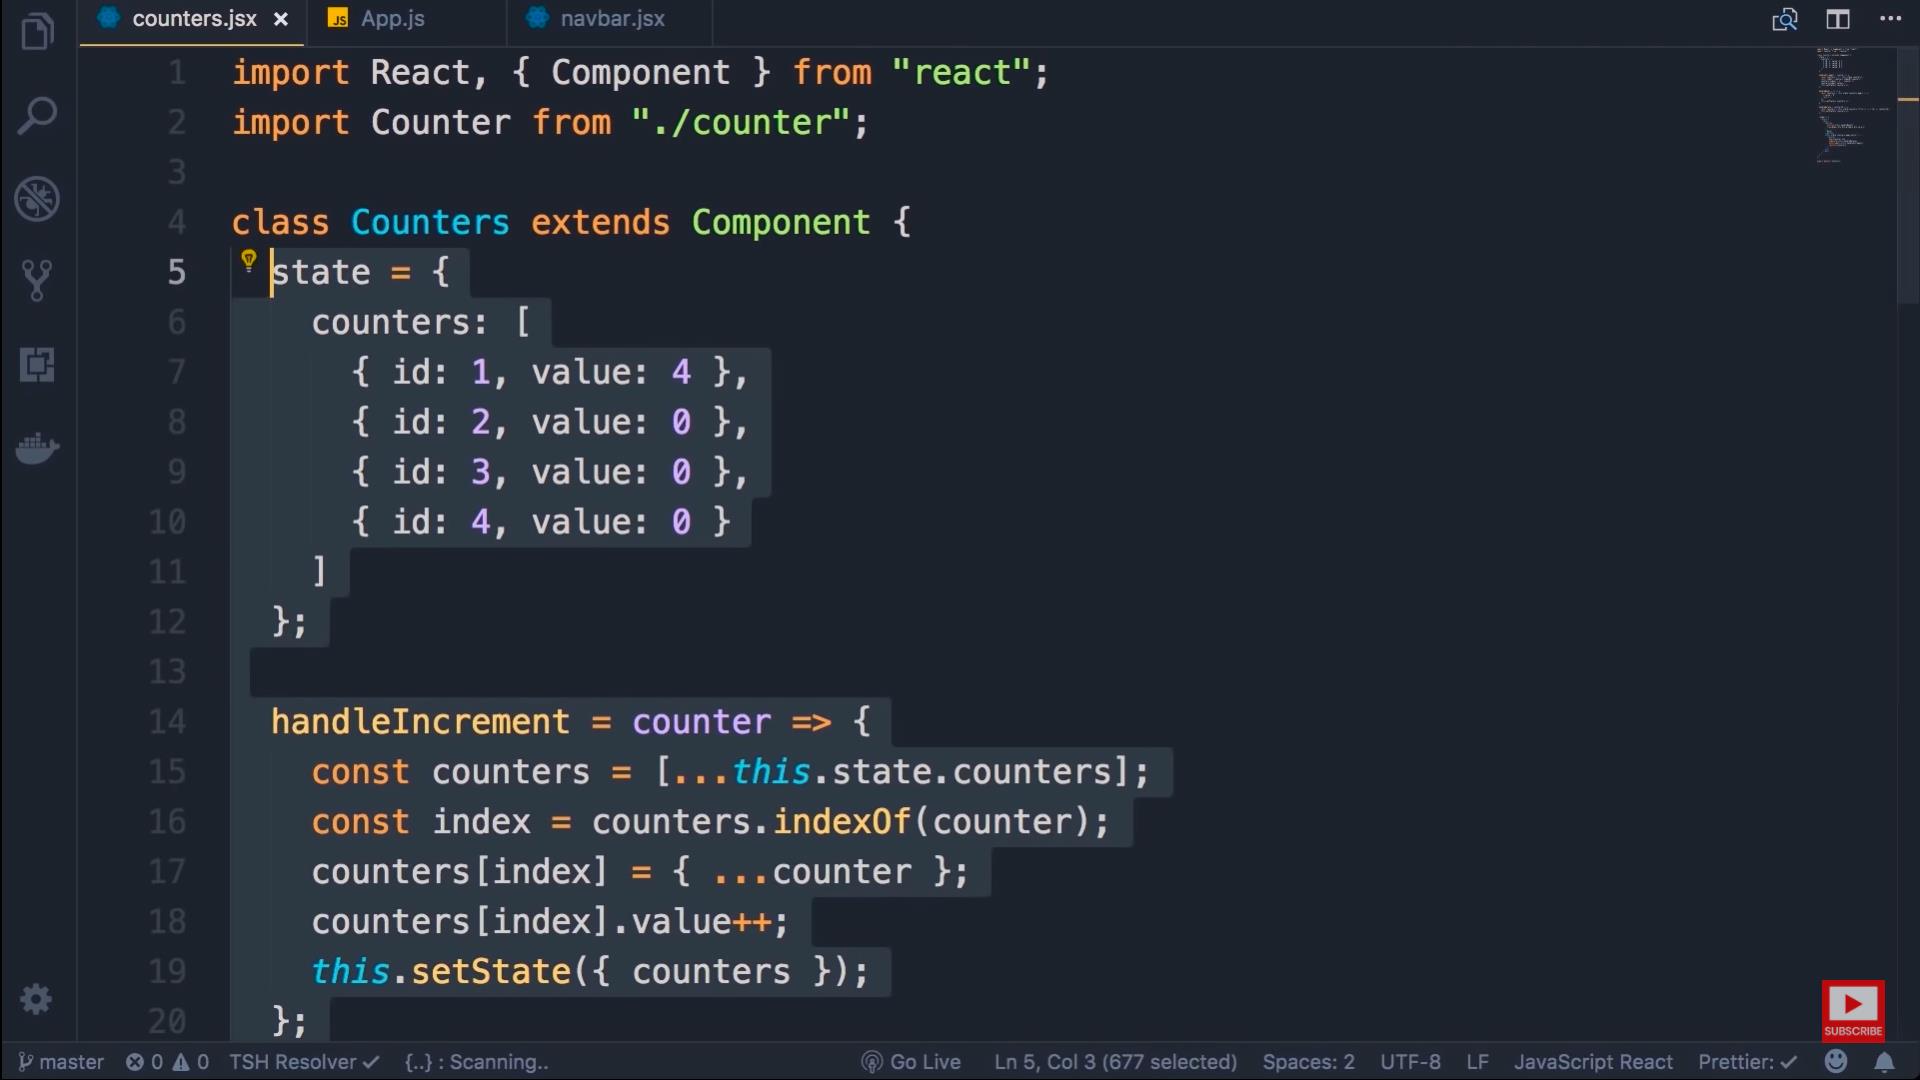 counters.jsx × App.js navbar.jsx
1 import React, { Component } from "react";
2 import Counter from "./counter";
3
4 class Counters extends Component {
5 state = {
6 counters: [
7 { id: 1, value: 4 },
8 { id: 2, value: 0 },
9 { id: 3, value: 0 },
10 { id: 4, value: 0 }
11 ]
12 };
13
14 handleIncrement = counter => {
15 const counters = [...this.state.counters];
16 const index = counters.indexOf(counter);
17 counters[index] = { ...counter };
18 counters[index].value++;
19 this.setState({ counters });
20 };
SUBSCRIBE
master 0 0 TSH Resolver ✓ {..} : Scanning.. Go Live Ln 5, Col 3 (677 selected) Spaces: 2 UTF-8 LF JavaScript React Prettier: ✓